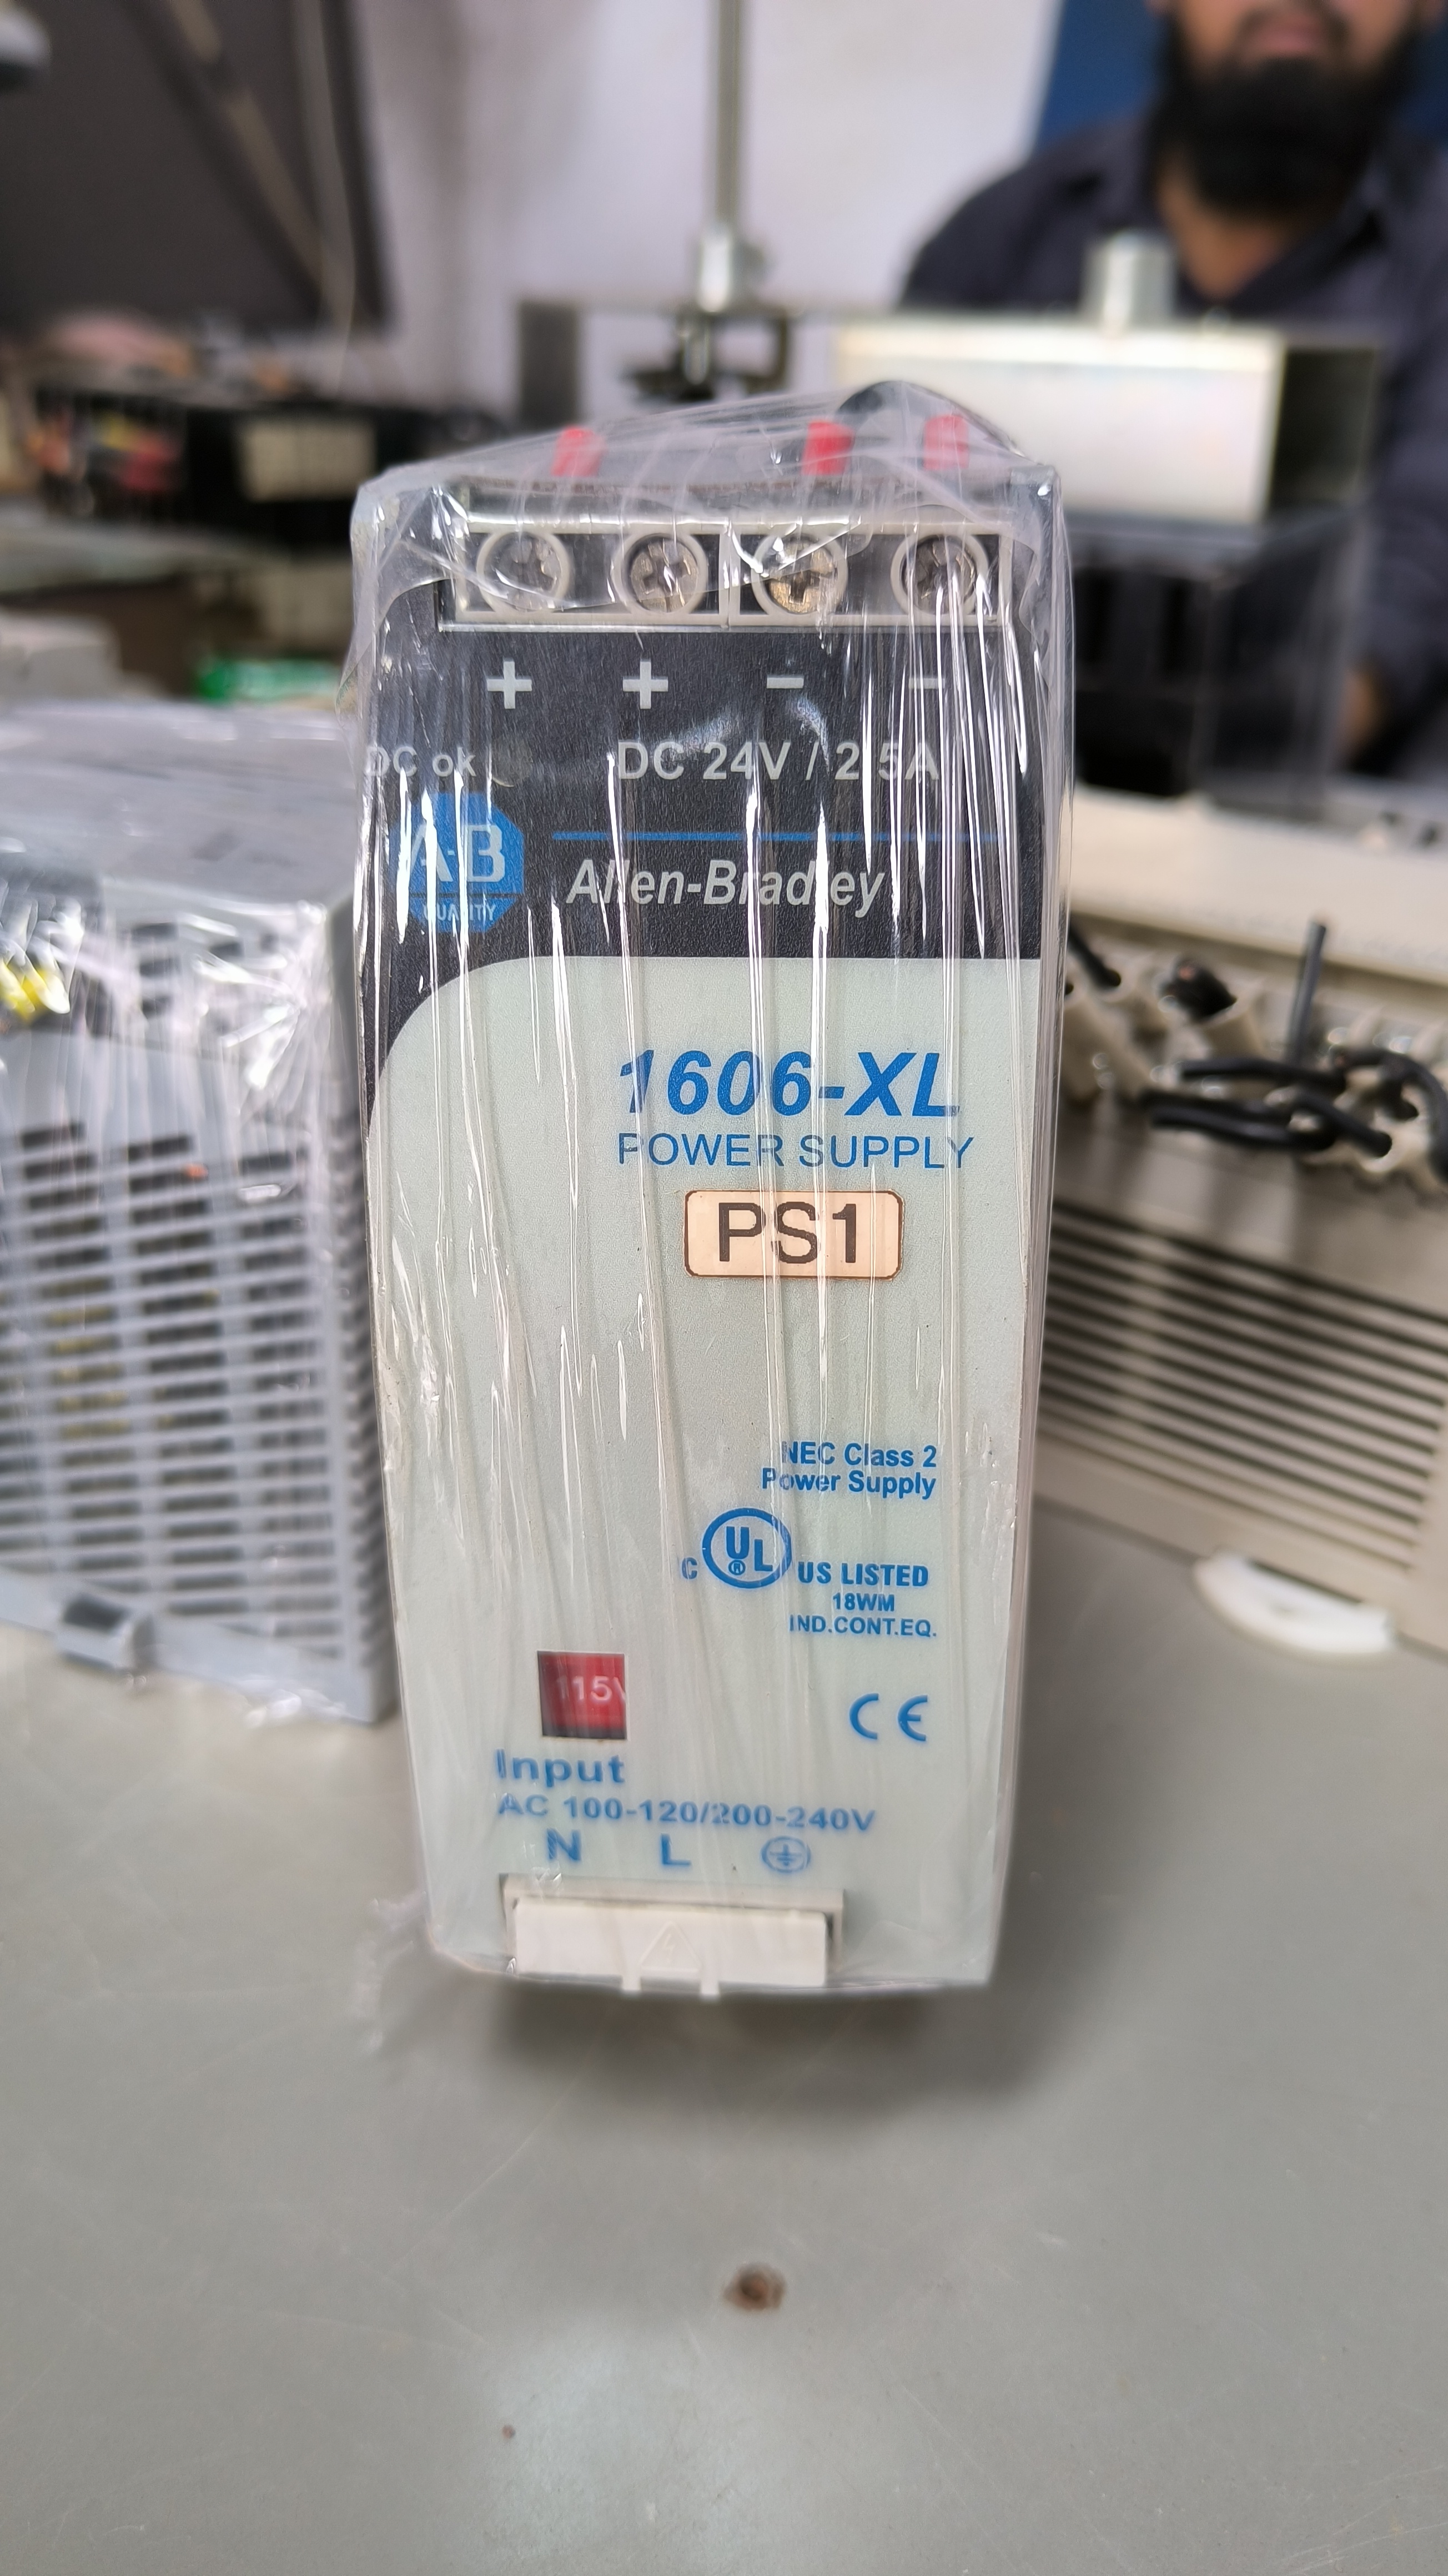 + + - -
DC ok
DC 24V / 2.5A
A-B
QUALITY
Allen-Bradley
1606-XL
POWER SUPPLY
PS1
NEC Class 2
Power Supply
C UL ® US LISTED
18WM
IND.CONT.EQ.
115V
CE
Input
AC 100-120/200-240V
N L